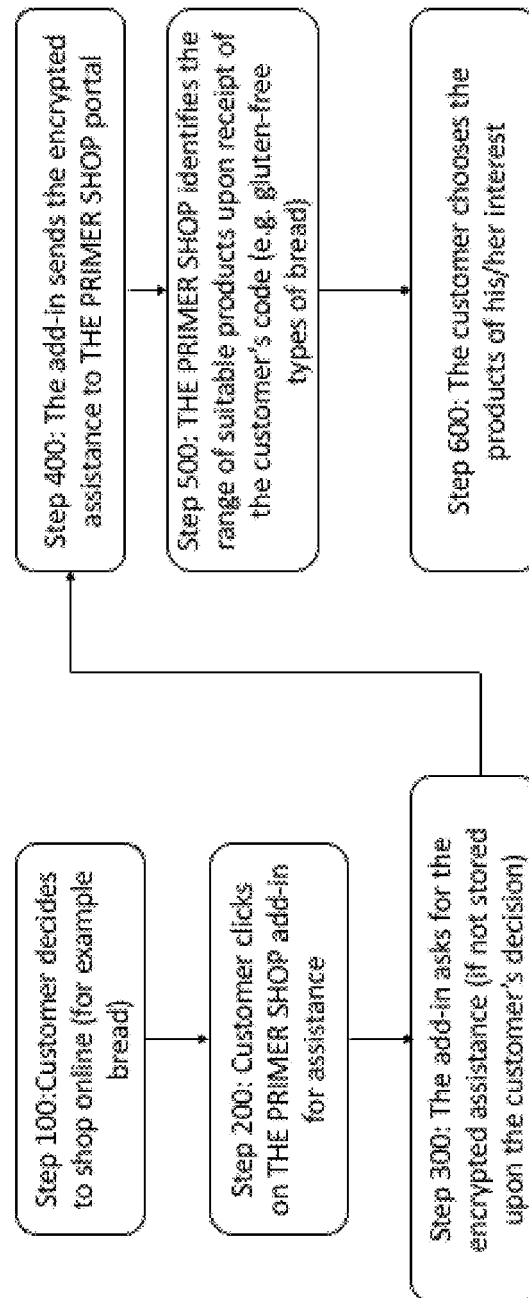 Step 100:Customer decides
to shop online (for example
bread)
Step 200: Customer clicks
on THE PRIMER SHOP add-in
for assistance
Step 300: The add-in asks for the
encrypted assistance (if not stored
upon the customer's decision)
Step 400: The add-in sends the encrypted
assistance to THE PRIMER SHOP portal
Step 500: THE PRIMER SHOP identifies the
range of suitable products upon receipt of
the customer's code (e.g. gluten-free
types of bread)
Step 600: The customer chooses the
products of his/her interest